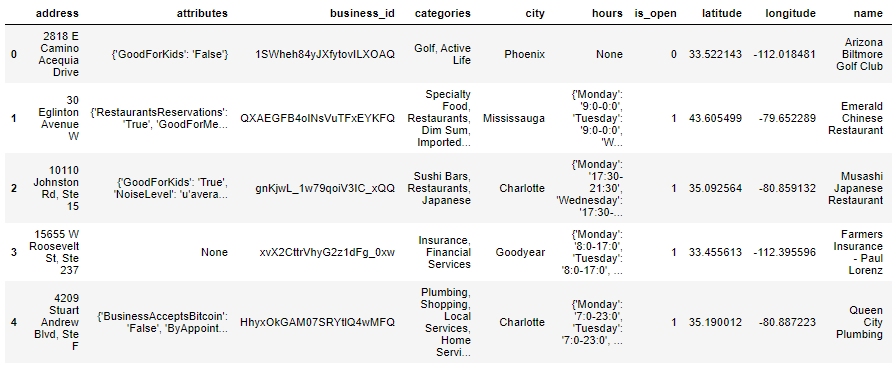 address attributes business_id categories city hours is_open latitude longitude name
0 2818 E Camino Acequia Drive {'GoodForKids': 'False'} 1SWheh84yJXfytovILXOAQ Golf, Active Life Phoenix None 0 33.522143 -112.018481 Arizona Biltmore Golf Club
1 30 Eglinton Avenue W {'RestaurantsReservations': 'True', 'GoodForMe... QXAEGFB4oINsVuTFxEYKFQ Specialty Food, Restaurants, Dim Sum, Imported... Mississauga {'Monday': '9:0-0:0', 'Tuesday': '9:0-0:0', 'W... 1 43.605499 -79.652289 Emerald Chinese Restaurant
2 10110 Johnston Rd, Ste 15 {'GoodForKids': 'True', 'NoiseLevel': 'u'avera... gnKjwL_1w79qoiV3IC_xQQ Sushi Bars, Restaurants, Japanese Charlotte {'Monday': '17:30-21:30', 'Wednesday': '17:30-... 1 35.092564 -80.859132 Musashi Japanese Restaurant
3 15655 W Roosevelt St, Ste 237 None xvX2CttrVhyG2z1dFg_0xw Insurance, Financial Services Goodyear {'Monday': '8:0-17:0', 'Tuesday': '8:0-17:0', ... 1 33.455613 -112.395596 Farmers Insurance - Paul Lorenz
4 4209 Stuart Andrew Blvd, Ste F {'BusinessAcceptsBitcoin': 'False', 'ByAppoint... HhyxOkGAM07SRYtlQ4wMFQ Plumbing, Shopping, Local Services, Home Servi... Charlotte {'Monday': '7:0-23:0', 'Tuesday': '7:0-23:0', ... 1 35.190012 -80.887223 Queen City Plumbing